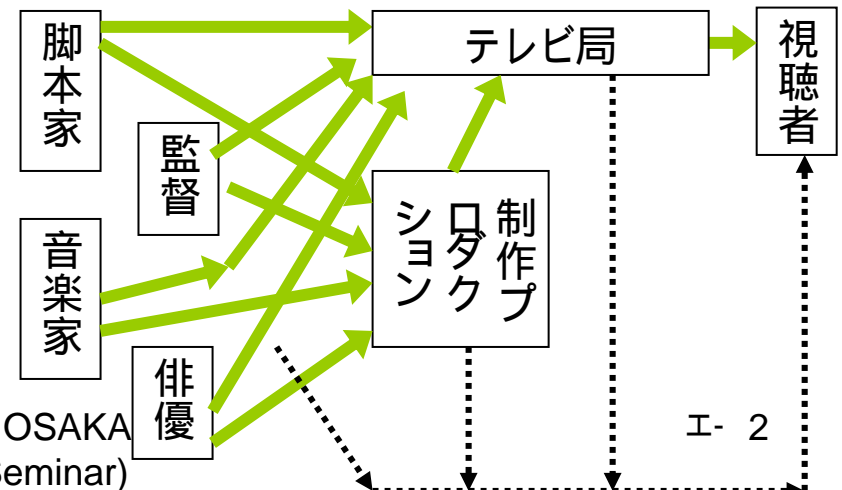 脚本家
テレビ局
視聴者
監督
制作プ
ロダク
ション
音楽家
俳優
OSAKA
Seminar)
エ- 2